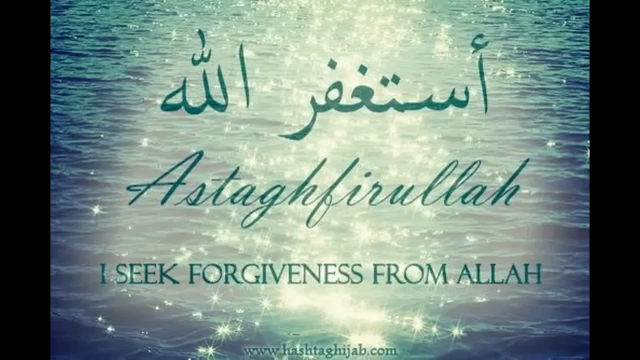 أستغفر الله
Astaghfirullah
I SEEK FORGIVENESS FROM ALLAH
www.hashtaghijab.com